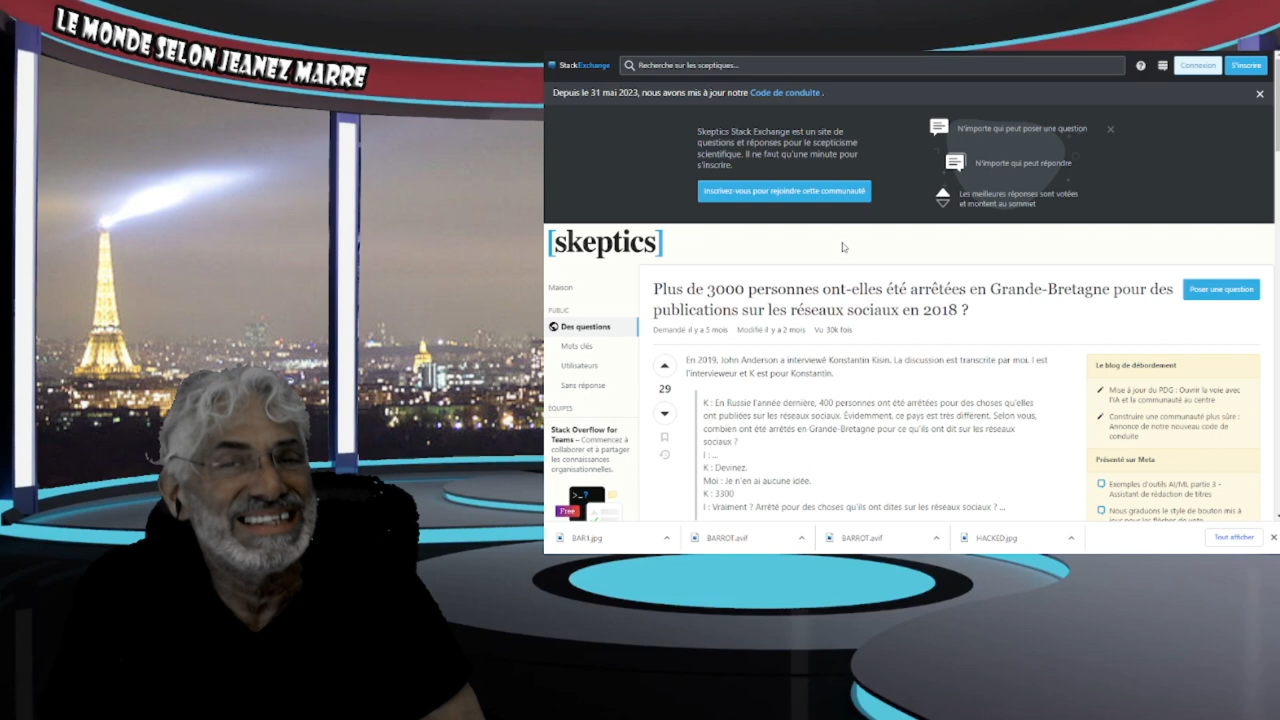 LE MONDE SELON JEANEZ MARRE
StackExchange
Recherche sur les sceptiques...
Connexion
S'inscrire
Depuis le 31 mai 2023, nous avons mis à jour notre Code de conduite .
Skeptics Stack Exchange est un site de
questions et réponses pour le scepticisme
scientifique. Il ne faut qu'une minute pour
s'inscrire.
Inscrivez-vous pour rejoindre cette communauté
N'importe qui peut poser une question
N'importe qui peut répondre
Les meilleures réponses sont votées
et montent au sommet
[skeptics]
Maison
PUBLIC
Des questions
Mots clés
Utilisateurs
Sans réponse
ÉQUIPES
Stack Overflow for
Teams – Commencez à
collaborer et à partager
les connaissances
organisationnelles.
>_?
Free
Plus de 3000 personnes ont-elles été arrêtées en Grande-Bretagne pour des
publications sur les réseaux sociaux en 2018 ?
Poser une question
Demandé il y a 5 mois Modifié il y a 2 mois Vu 30k fois
29
En 2019, John Anderson a interviewé Konstantin Kisin. La discussion est transcrite par moi. I est
l'intervieweur et K est pour Konstantin.
K : En Russie l'année dernière, 400 personnes ont été arrêtées pour des choses qu'elles
ont publiées sur les réseaux sociaux. Évidemment, ce pays est très différent. Selon vous,
combien ont été arrêtés en Grande-Bretagne pour ce qu'ils ont dit sur les réseaux
sociaux ?
I : ...
K : Devinez.
Moi : Je n'en ai aucune idée.
K : 3300
I : Vraiment ? Arrêté pour des choses qu'ils ont dites sur les réseaux sociaux ? ...
Le blog de débordement
Mise à jour du PDG : Ouvrir la voie avec
l'IA et la communauté au centre
Construire une communauté plus sûre :
Annonce de notre nouveau code de
conduite
Présenté sur Meta
Exemples d'outils AI/ML, partie 3 -
Assistant de rédaction de titres
Nous graduons le style de bouton mis à
jour pour les flèches de vote
BAR1.jpg
BARROT.avif
BARROT.avif
HACKED.jpg
Tout afficher